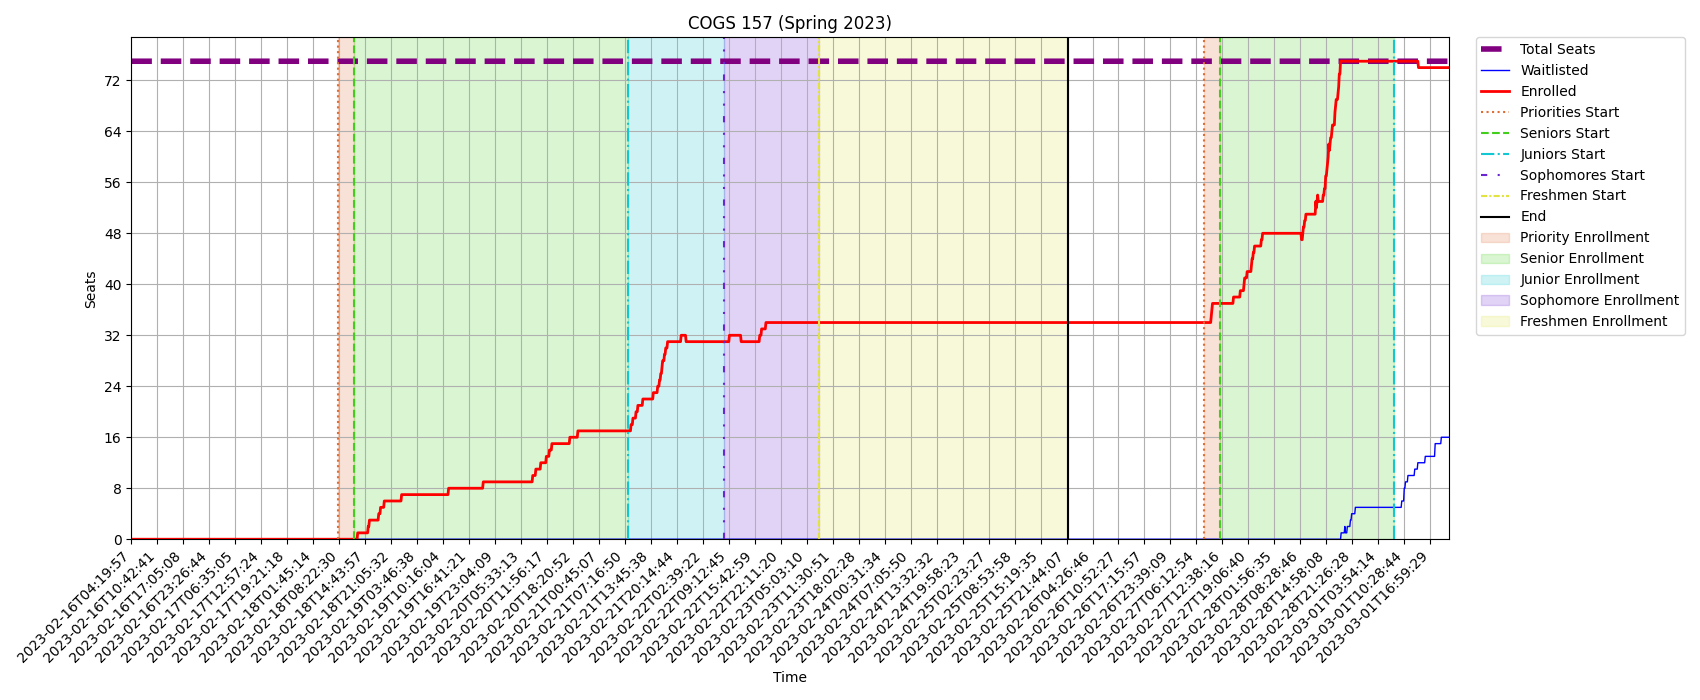 COGS 157 (Spring 2023)
Seats
72
64
56
48
40
32
24
16
8
0
2023-02-16T04:19:57
2023-02-16T10:42:41
2023-02-16T17:05:08
2023-02-16T23:26:44
2023-02-17T06:35:05
2023-02-17T12:57:24
2023-02-17T19:21:18
2023-02-18T01:45:14
2023-02-18T08:22:30
2023-02-18T14:43:57
2023-02-18T21:05:32
2023-02-19T03:46:38
2023-02-19T10:16:04
2023-02-19T16:41:21
2023-02-19T23:04:09
2023-02-20T05:33:13
2023-02-20T11:56:17
2023-02-20T18:20:52
2023-02-21T00:45:07
2023-02-21T07:16:50
2023-02-21T13:45:38
2023-02-21T20:14:44
2023-02-22T02:39:22
2023-02-22T09:12:45
2023-02-22T15:42:59
2023-02-22T22:11:20
2023-02-23T05:03:10
2023-02-23T11:30:51
2023-02-23T18:02:28
2023-02-24T00:31:34
2023-02-24T07:05:50
2023-02-24T13:32:32
2023-02-24T19:58:23
2023-02-25T02:23:27
2023-02-25T08:53:58
2023-02-25T15:19:35
2023-02-25T21:44:07
2023-02-26T04:26:46
2023-02-26T10:52:27
2023-02-26T17:15:57
2023-02-26T23:39:09
2023-02-27T06:12:54
2023-02-27T12:38:16
2023-02-27T19:06:40
2023-02-28T01:56:35
2023-02-28T08:28:46
2023-02-28T14:58:08
2023-02-28T21:26:28
2023-03-01T03:54:14
2023-03-01T10:28:44
2023-03-01T16:59:29
Time
Total Seats
Waitlisted
Enrolled
Priorities Start
Seniors Start
Juniors Start
Sophomores Start
Freshmen Start
End
Priority Enrollment
Senior Enrollment
Junior Enrollment
Sophomore Enrollment
Freshmen Enrollment